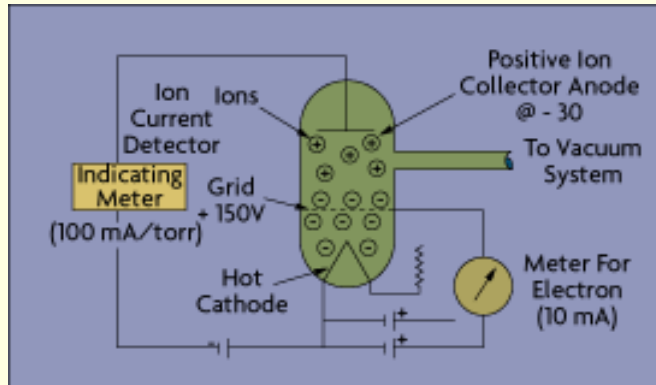 Positive Ion
Collector Anode
@ - 30
Ion
Current
Detector
Ions
To Vacuum
System
Indicating
Meter
(100 mA/torr)
Grid
+ 150V
Hot
Cathode
Meter For
Electron
(10 mA)